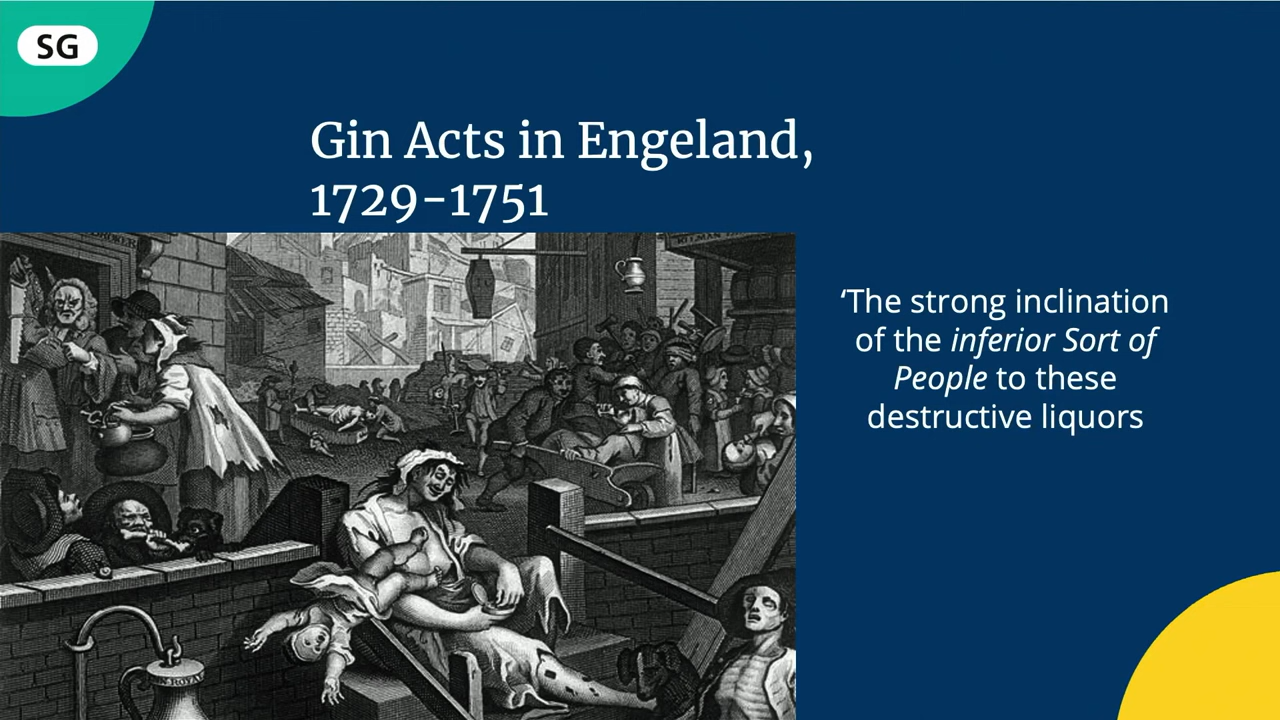 SG
Gin Acts in Engeland,
1729-1751
‘The strong inclination
of the inferior Sort of
People to these
destructive liquors